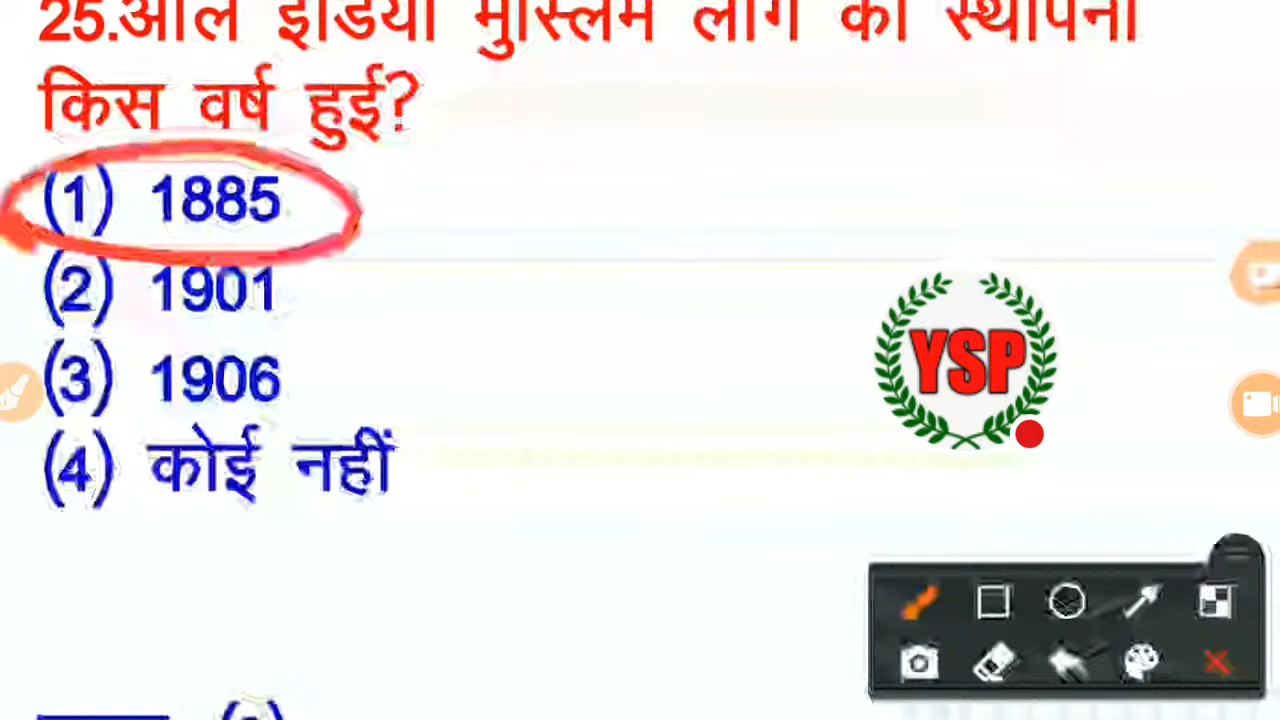 25.ऑल इंडिया मुस्लिम लीग की स्थापना
किस वर्ष हुई?
(1) 1885
(2) 1901
(3) 1906
(4) कोई नहीं
YSP